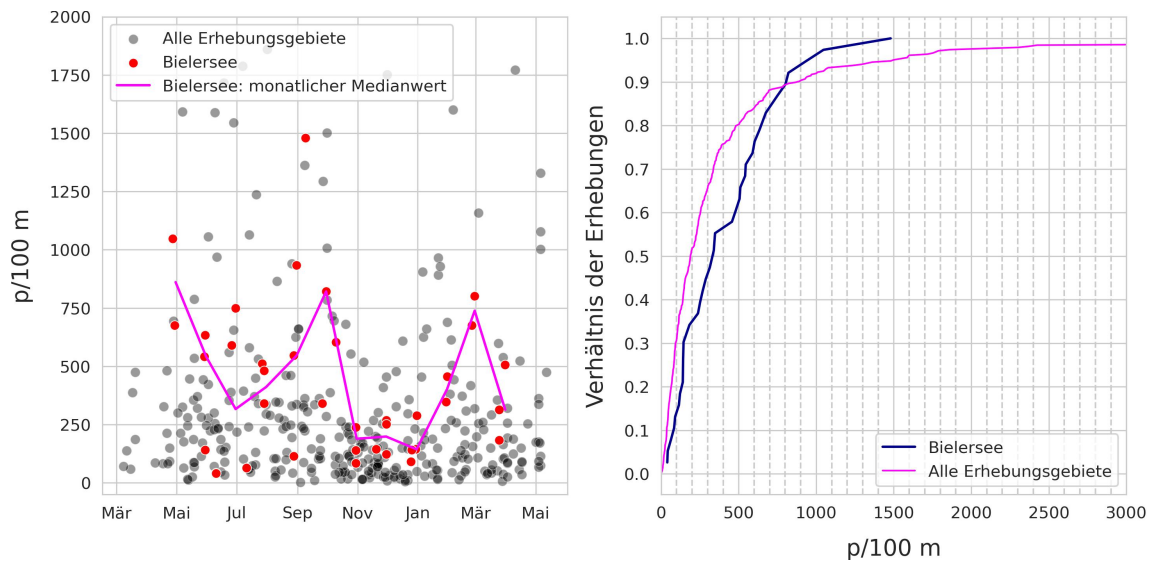 2000
1750
1500
1250
1000
750
500
250
0
p/100 m
Alle Erhebungsgebiete
Bielersee
Bielersee: monatlicher Medianwert
Mär
Mai
Jul
Sep
Nov
Jan
Mär
Mai
1.0
0.9
0.8
0.7
0.6
0.5
0.4
0.3
0.2
0.1
0.0
Verhältnis der Erhebungen
Bielersee
Alle Erhebungsgebiete
0
500
1000
1500
2000
2500
3000
p/100 m